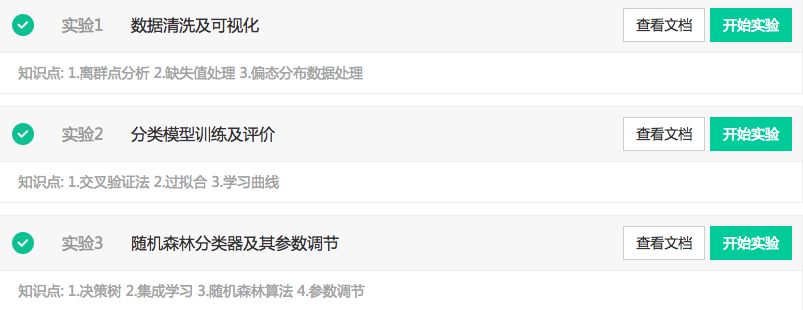 实验1 数据清洗及可视化 查看文档 开始实验
知识点: 1.离群点分析 2.缺失值处理 3.偏态分布数据处理
实验2 分类模型训练及评价 查看文档 开始实验
知识点: 1.交叉验证法 2.过拟合 3.学习曲线
实验3 随机森林分类器及其参数调节 查看文档 开始实验
知识点: 1.决策树 2.集成学习 3.随机森林算法 4.参数调节